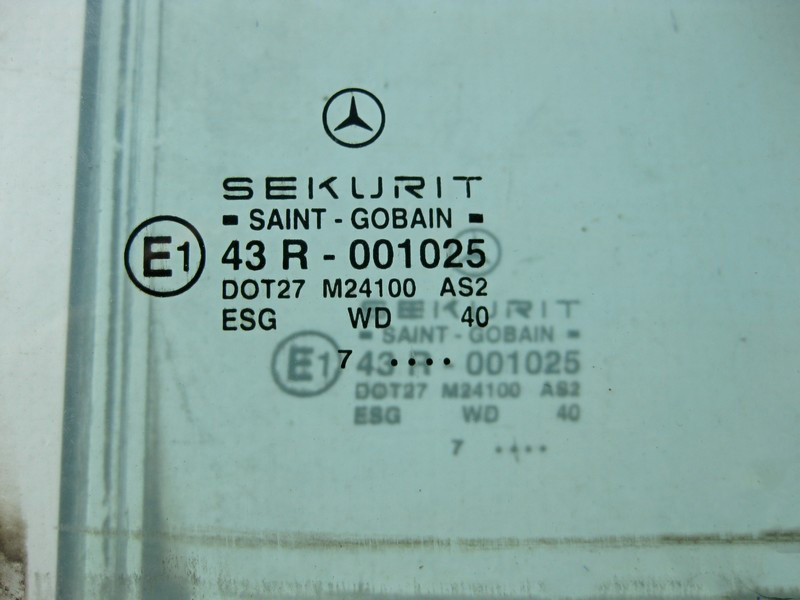 SEKURIT
- SAINT - GOBAIN -
E1 43 R - 001025
DOT27 M24100 AS2
ESG WD 40
7 ....
SEKURIT
- SAINT - GOBAIN -
E1 43 R - 001025
DOT27 M24100 AS2
ESG WD 40
7 ....